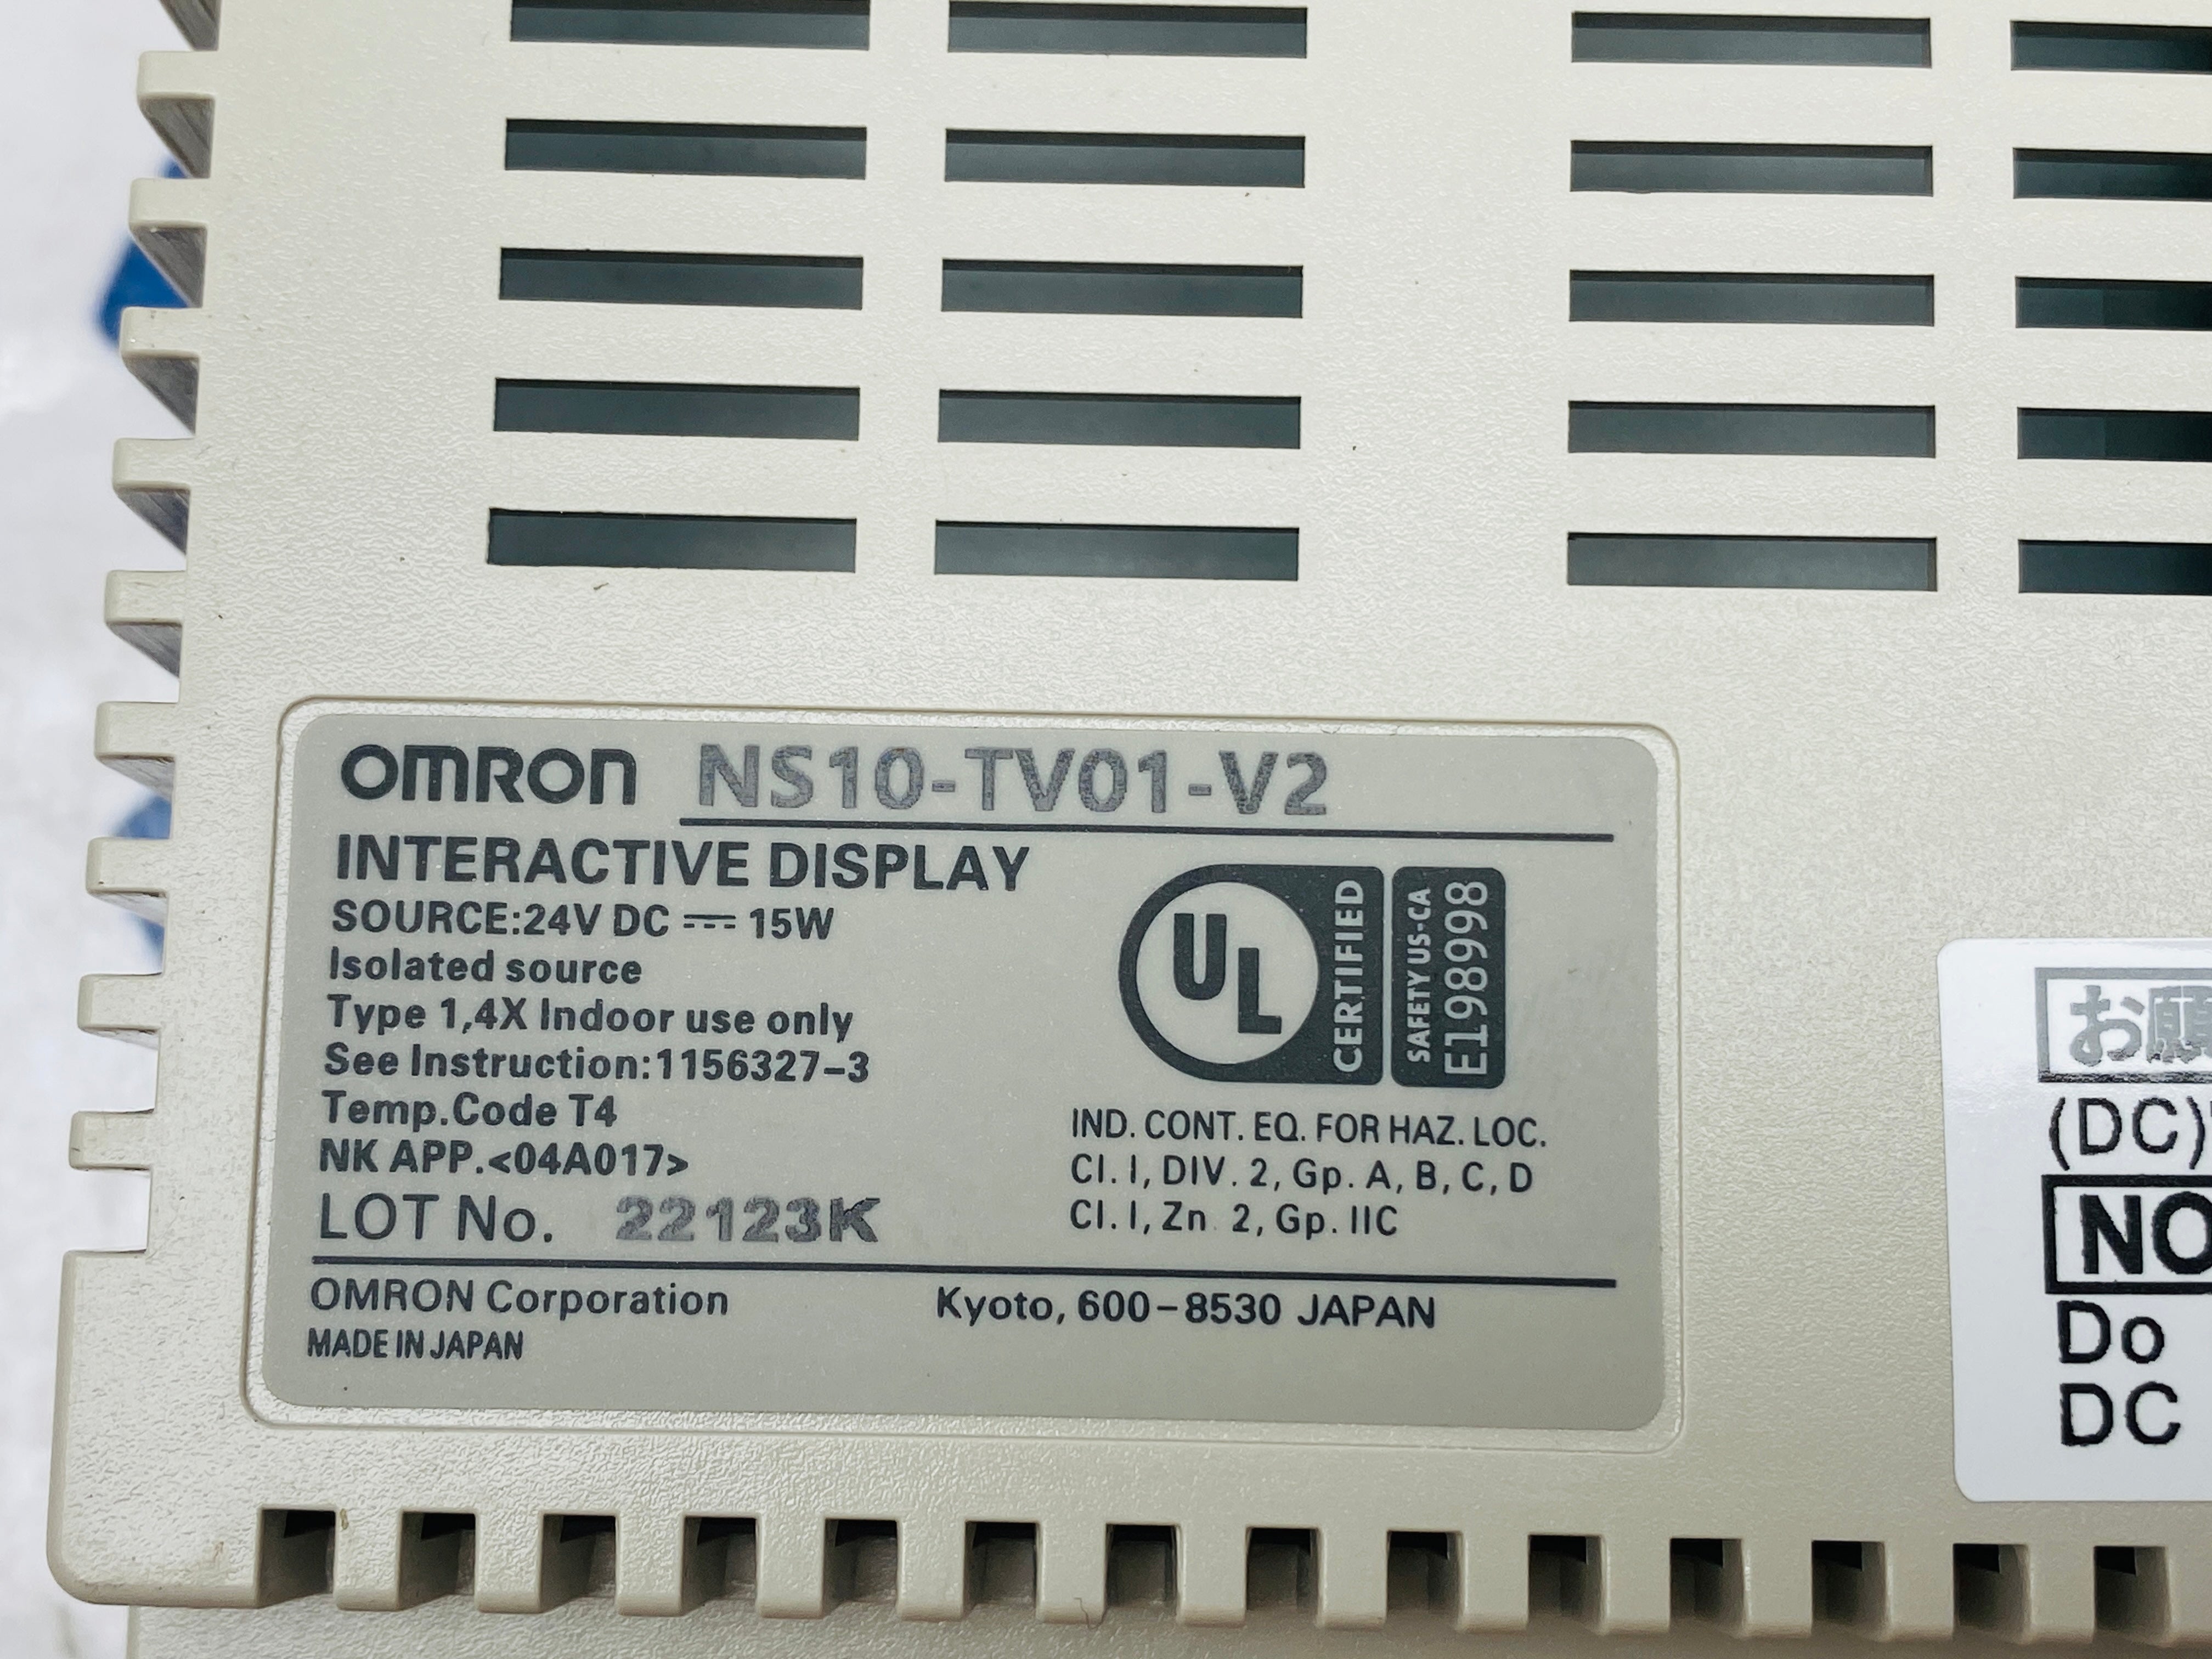 OMRON NS10-TV01-V2
INTERACTIVE DISPLAY
SOURCE:24V DC ⎓ 15W
Isolated source
Type 1,4X Indoor use only
See Instruction:1156327-3
Temp.Code T4
NK APP.<04A017>
LOT No. 22123K
UL
CERTIFIED
SAFETY US-CA
E198998
IND. CONT. EQ. FOR HAZ. LOC.
Cl. I, DIV. 2, Gp. A, B, C, D
Cl. I, Zn 2, Gp. IIC
OMRON Corporation Kyoto, 600-8530 JAPAN
MADE IN JAPAN
お願
(DC)
NO
Do
DC